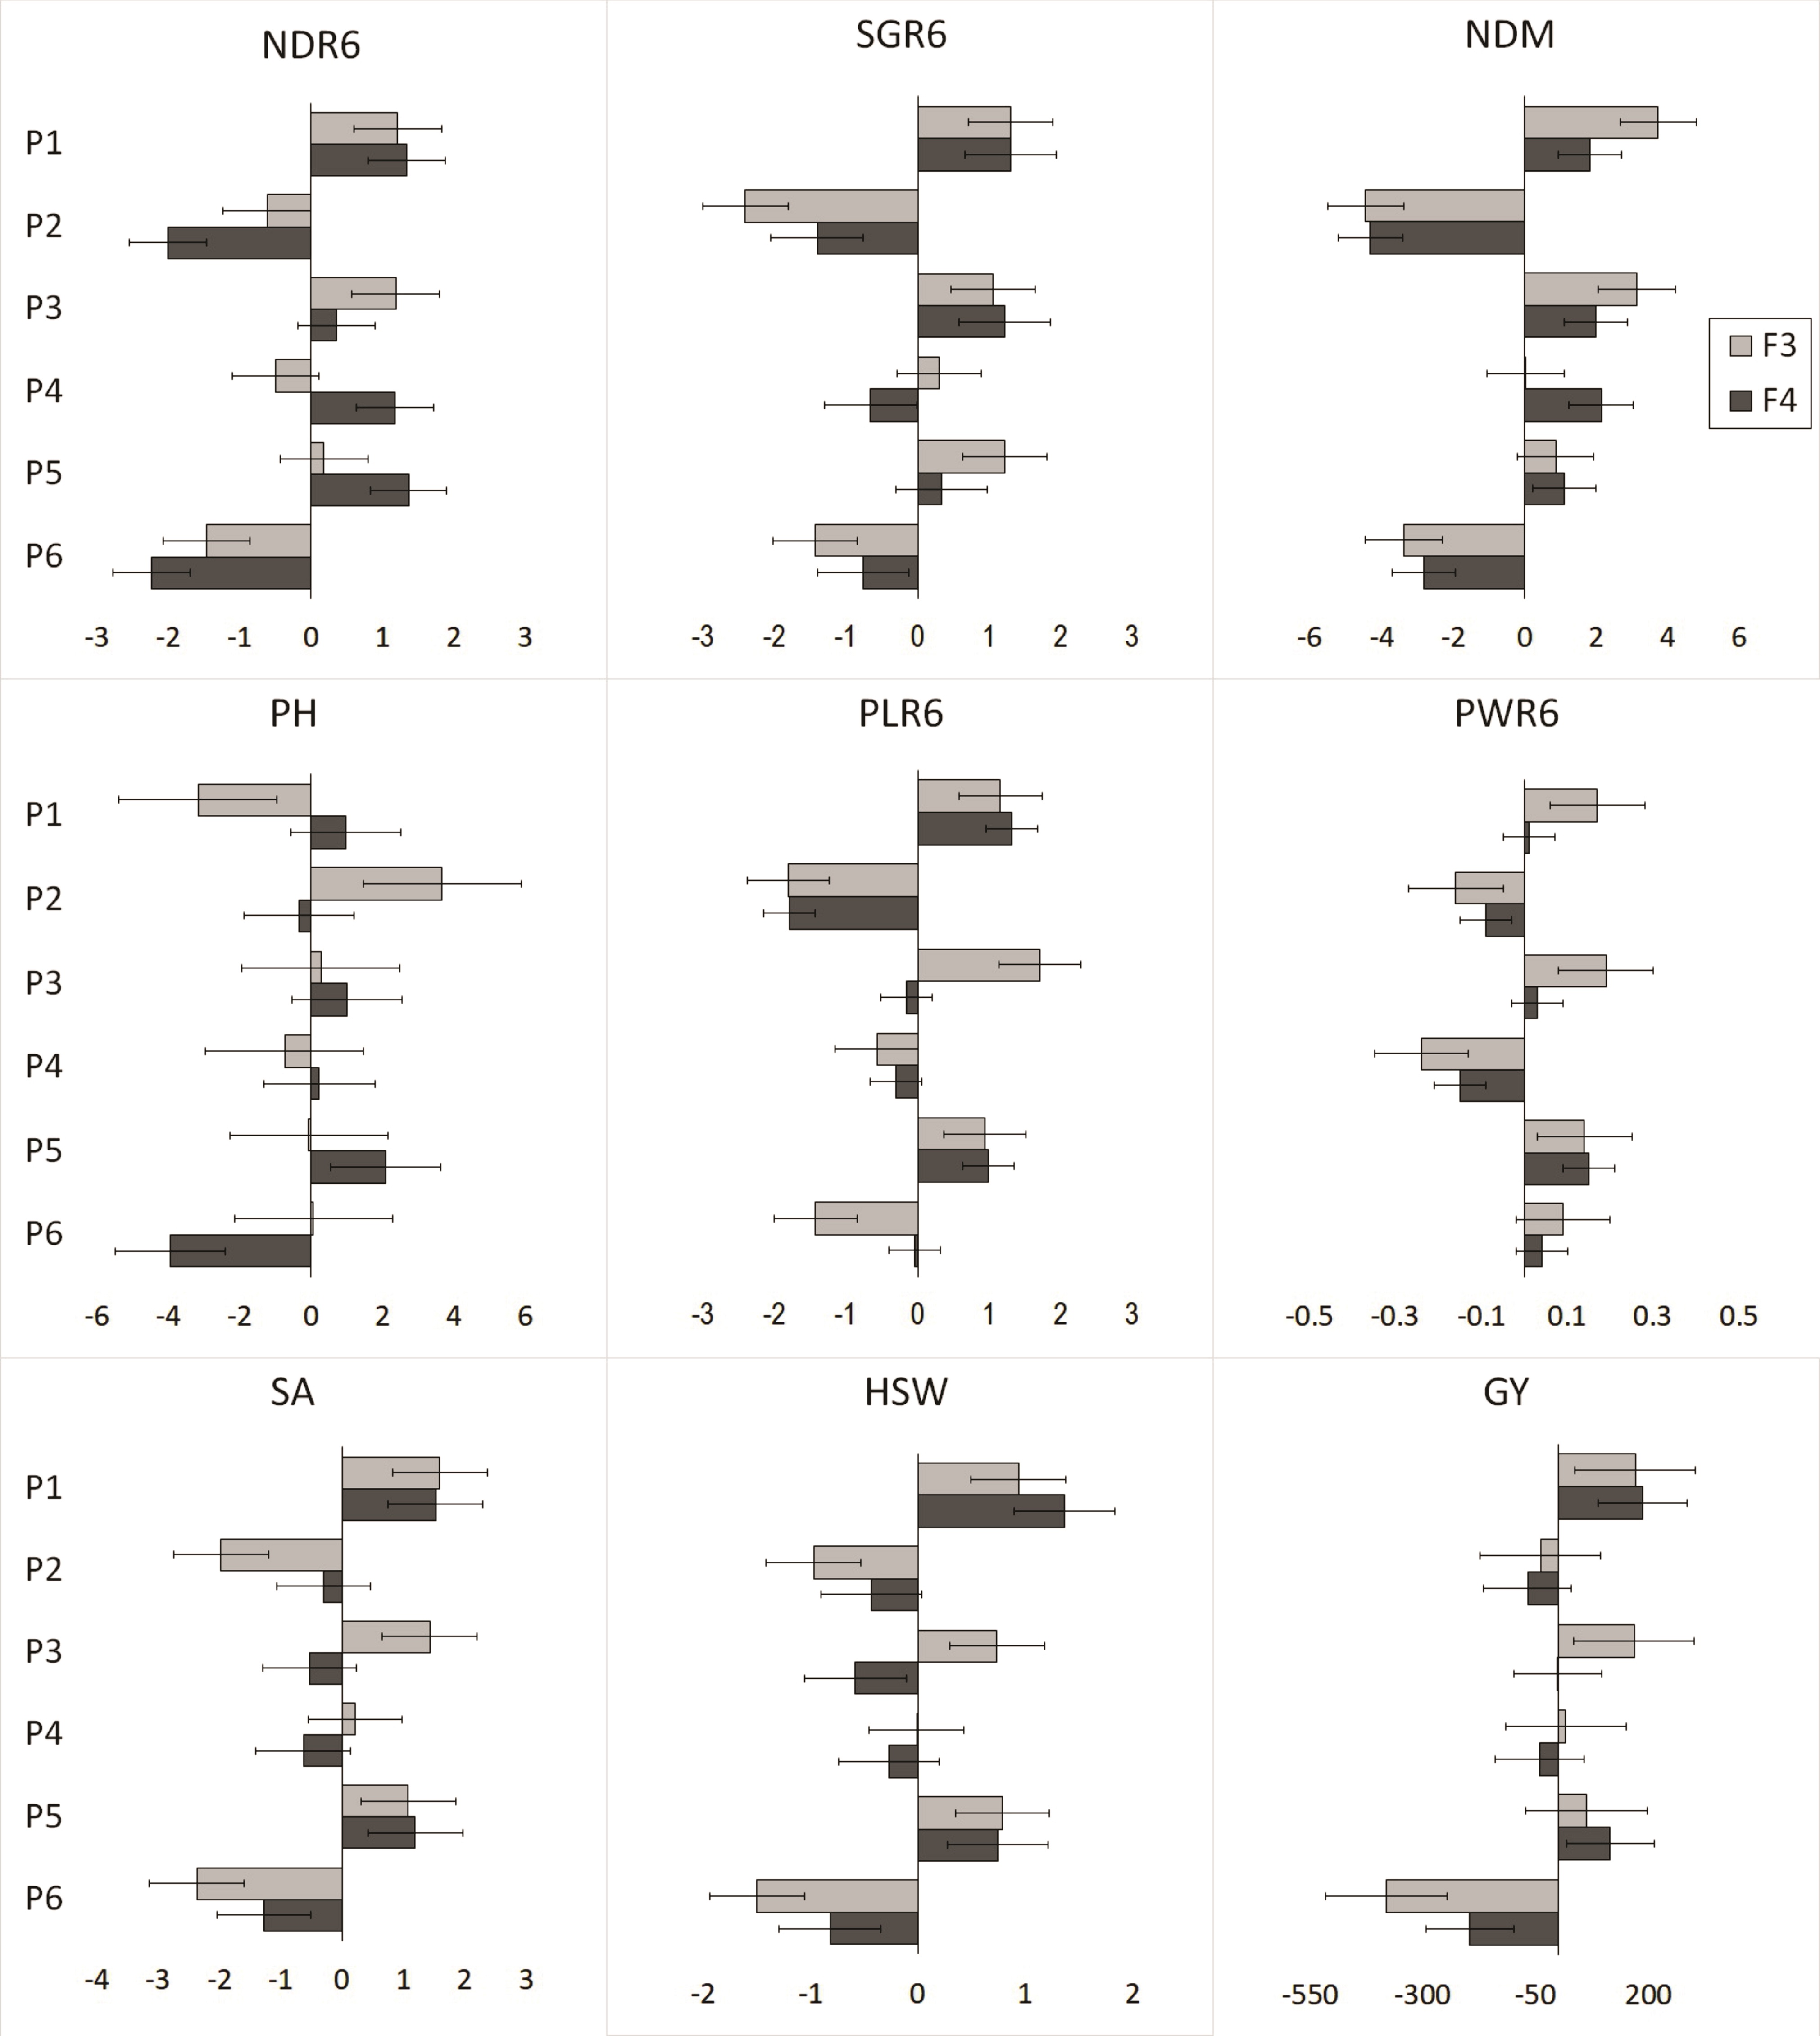 NDR6 SGR6 NDM
P1
P2
P3
P4
P5
P6
F3
F4
-3 -2 -1 0 1 2 3
-3 -2 -1 0 1 2 3
-6 -4 -2 0 2 4 6
PH PLR6 PWR6
P1
P2
P3
P4
P5
P6
-6 -4 -2 0 2 4 6
-3 -2 -1 0 1 2 3
-0.5 -0.3 -0.1 0.1 0.3 0.5
SA HSW GY
P1
P2
P3
P4
P5
P6
-4 -3 -2 -1 0 1 2 3
-2 -1 0 1 2
-550 -300 -50 200